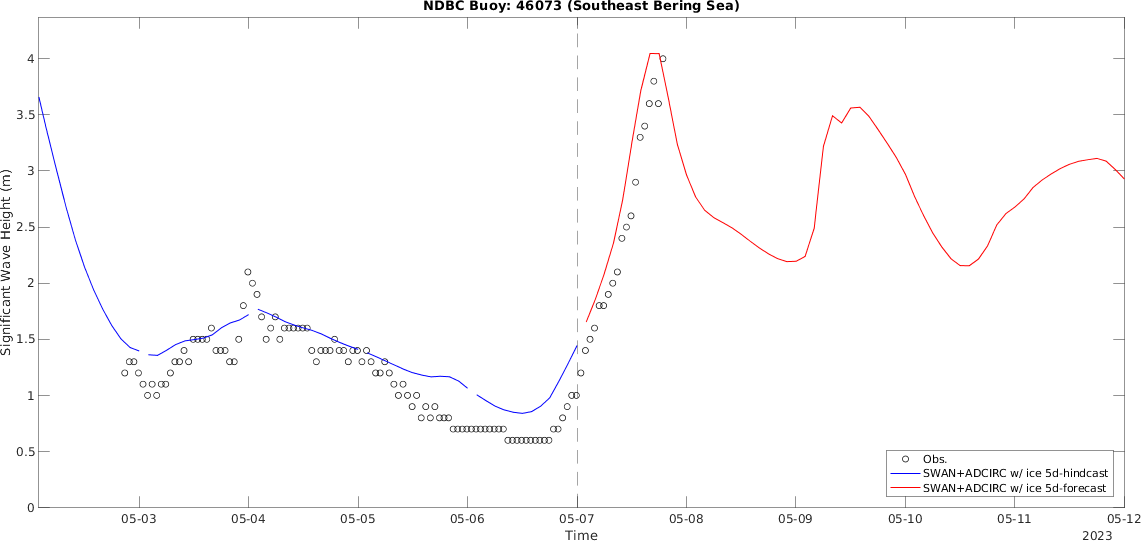 NDBC Buoy: 46073 (Southeast Bering Sea)
Significant Wave Height (m)
4
3.5
3
2.5
2
1.5
1
0.5
0
Obs.
SWAN+ADCIRC w/ ice 5d-hindcast
SWAN+ADCIRC w/ ice 5d-forecast
05-03 05-04 05-05 05-06 05-07 05-08 05-09 05-10 05-11 05-12
Time
2023